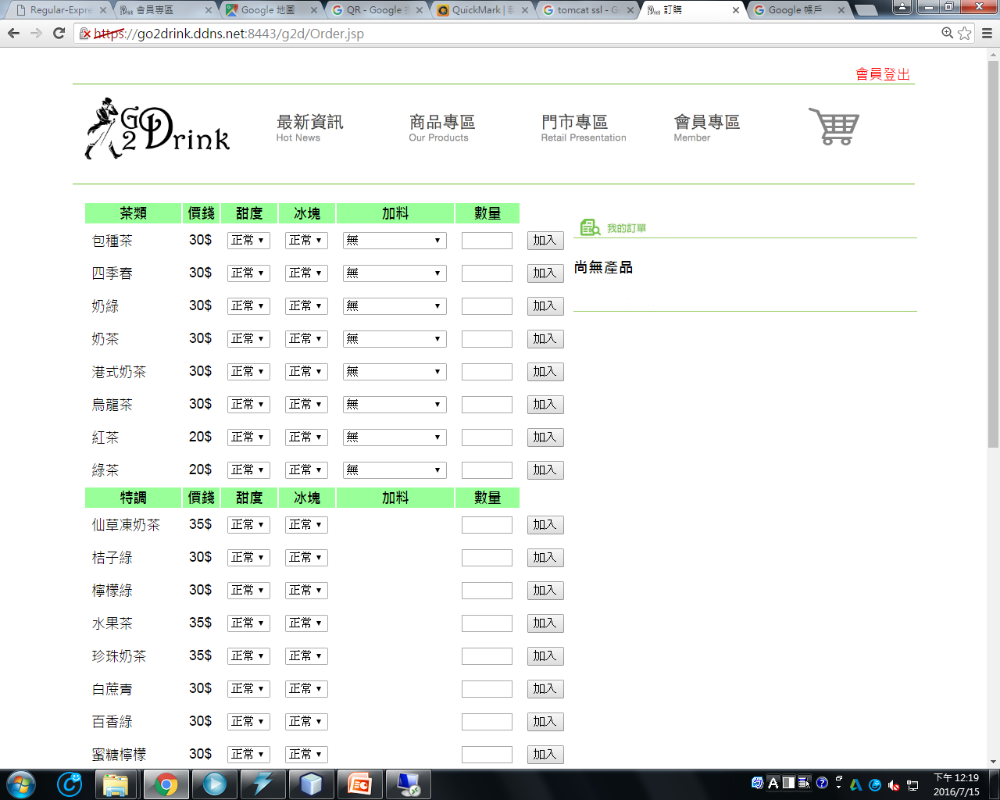 Regular-Expre
會員專區
Google 地圖
QR - Google
QuickMark
tomcat ssl - G
訂購
Google 帳戶
https://go2drink.ddns.net:8443/g2d/Order.jsp
會員登出
GO 2 Drink
最新資訊 商品專區 門市專區 會員專區
Hot News Our Products Retail Presentation Member
茶類 價錢 甜度 冰塊 加料 數量
我的訂單
包種茶 30$ 正常 正常 無 加入
尚無產品
四季春 30$ 正常 正常 無 加入
奶綠 30$ 正常 正常 無 加入
奶茶 30$ 正常 正常 無 加入
港式奶茶 30$ 正常 正常 無 加入
烏龍茶 30$ 正常 正常 無 加入
紅茶 20$ 正常 正常 無 加入
綠茶 20$ 正常 正常 無 加入
特調 價錢 甜度 冰塊 加料 數量
仙草凍奶茶 35$ 正常 正常 加入
桔子綠 30$ 正常 正常 加入
檸檬綠 30$ 正常 正常 加入
水果茶 35$ 正常 正常 加入
珍珠奶茶 35$ 正常 正常 加入
白蔗青 30$ 正常 正常 加入
百香綠 30$ 正常 正常 加入
蜜糖檸檬 30$ 正常 正常 加入
下午 12:19
2016/7/15